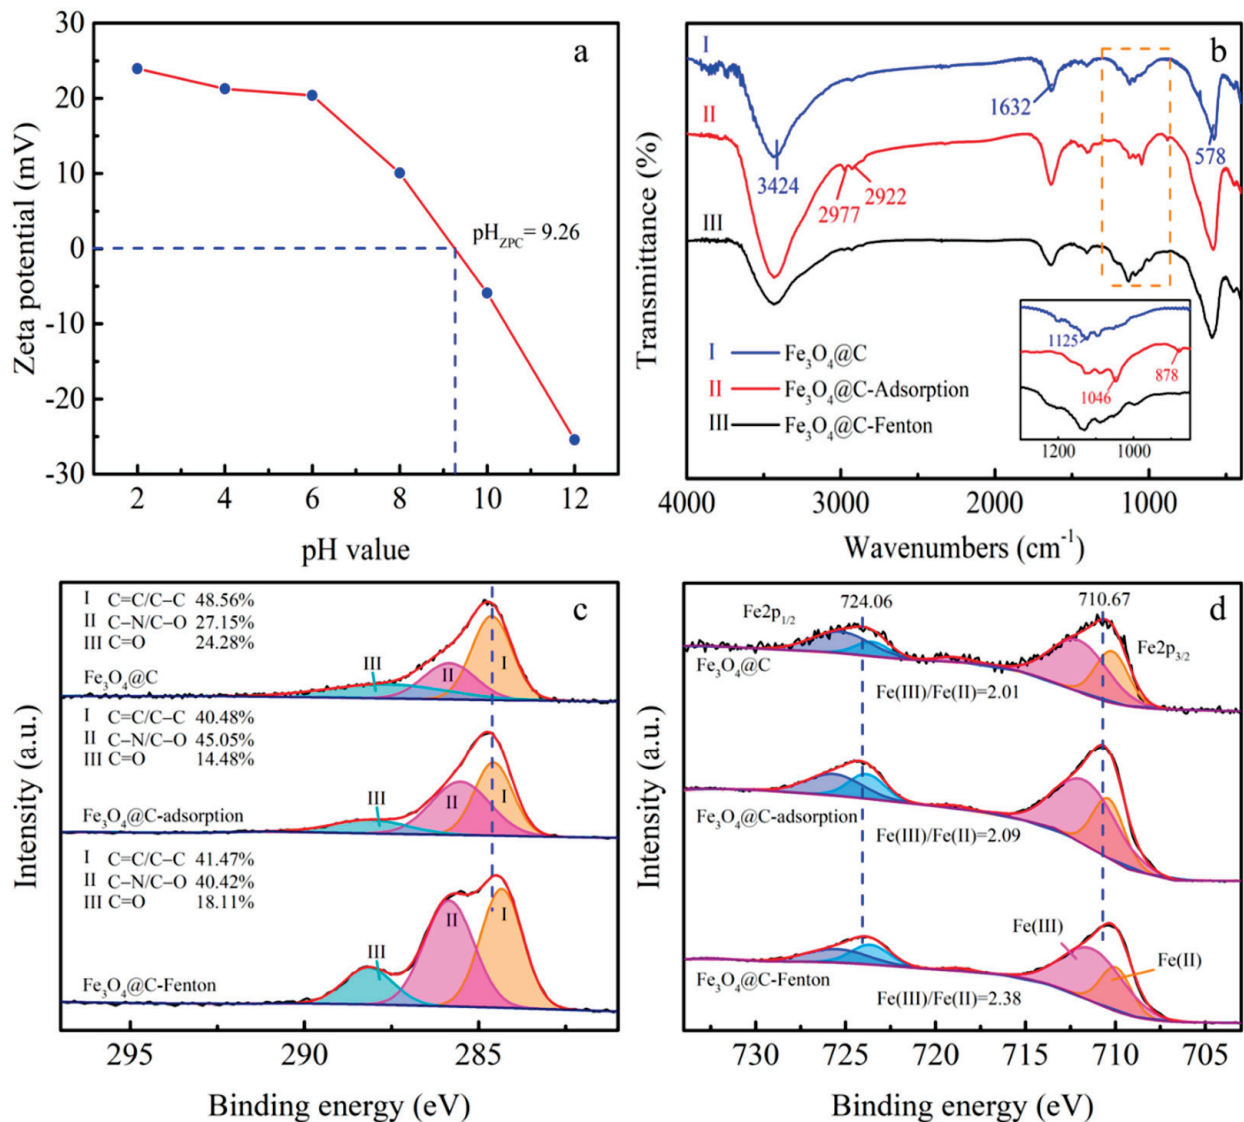 a
30
20
10
0
-10
-20
-30
Zeta potential (mV)
pH_ZPC = 9.26
2 4 6 8 10 12
pH value
b
I
II
III
1632
578
3424
2977
2922
Transmittance (%)
I Fe3O4@C
II Fe3O4@C-Adsorption
III Fe3O4@C-Fenton
1125
1046
878
1200 1000
4000 3000 2000 1000
Wavenumbers (cm-1)
c
I C=C/C–C 48.56%
II C–N/C–O 27.15%
III C=O 24.28%
Fe3O4@C
III II I
I C=C/C–C 40.48%
II C–N/C–O 45.05%
III C=O 14.48%
Fe3O4@C-adsorption
III II I
I C=C/C–C 41.47%
II C–N/C–O 40.42%
III C=O 18.11%
Fe3O4@C-Fenton
III II I
Intensity (a.u.)
295 290 285
Binding energy (eV)
d
724.06
710.67
Fe2p1/2
Fe2p3/2
Fe3O4@C
Fe(III)/Fe(II)=2.01
Fe3O4@C-adsorption
Fe(III)/Fe(II)=2.09
Fe(III)
Fe(II)
Fe3O4@C-Fenton
Fe(III)/Fe(II)=2.38
Intensity (a.u.)
730 725 720 715 710 705
Binding energy (eV)